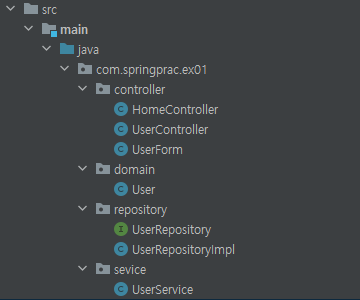 src
main
java
com.springprac.ex01
controller
HomeController
UserController
UserForm
domain
User
repository
UserRepository
UserRepositoryImpl
sevice
UserService